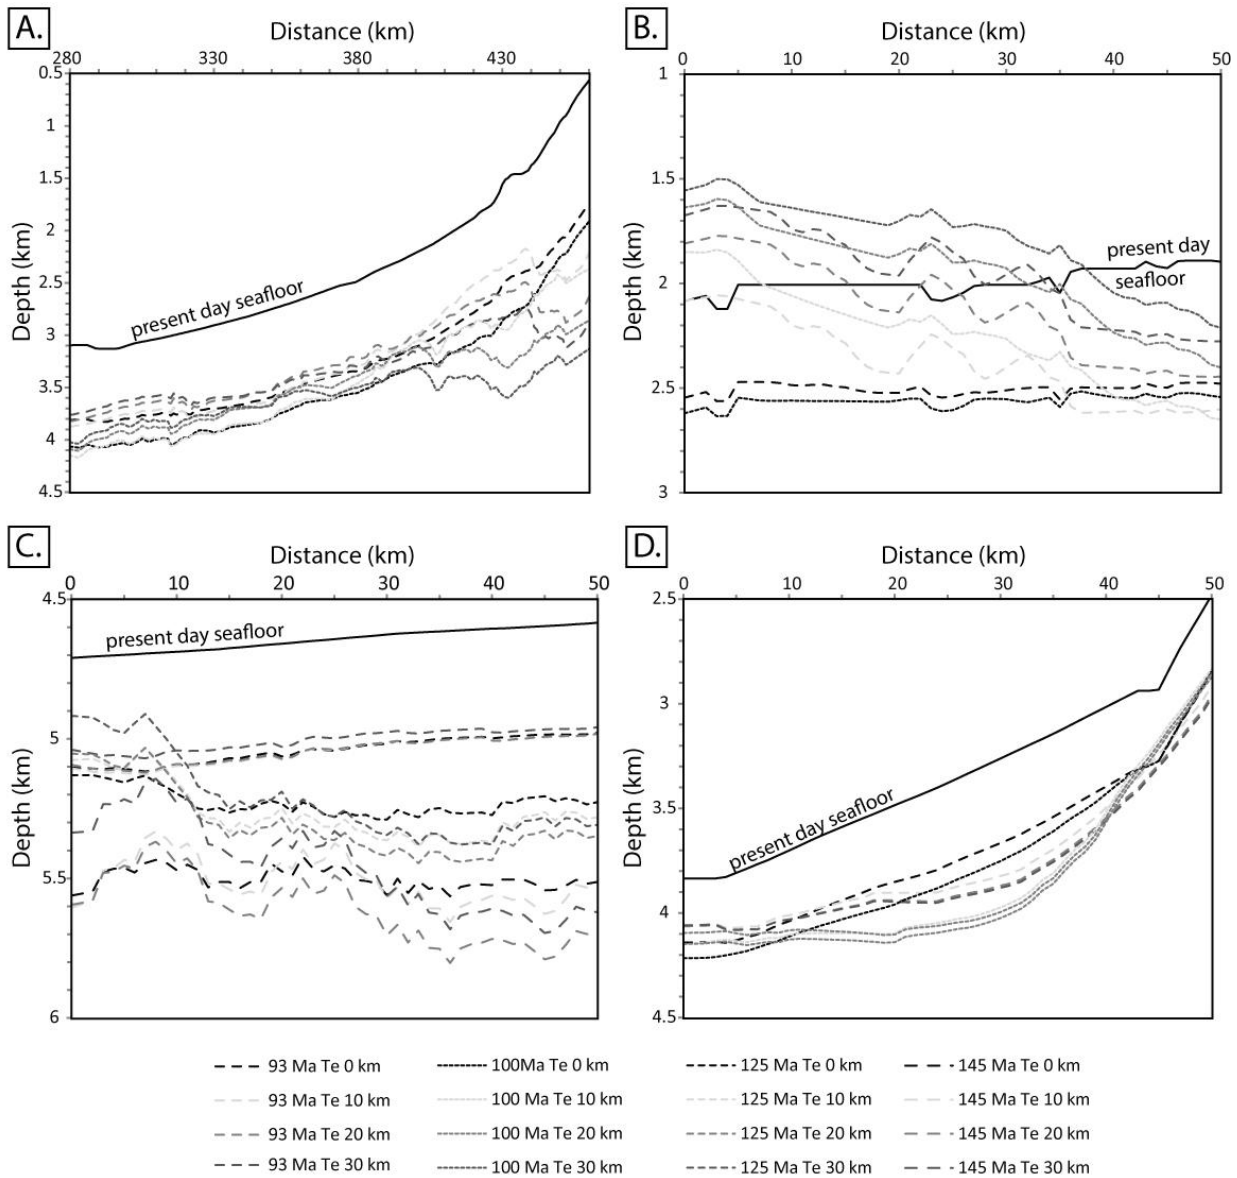 A.
Distance (km)
280 330 380 430
0.5
1
1.5
2
2.5
3
3.5
4
4.5
Depth (km)
present day seafloor
B.
Distance (km)
0 10 20 30 40 50
1
1.5
2
2.5
3
Depth (km)
present day
seafloor
C.
Distance (km)
0 10 20 30 40 50
4.5
5
5.5
6
Depth (km)
present day seafloor
D.
Distance (km)
0 10 20 30 40 50
2.5
3
3.5
4
4.5
Depth (km)
present day seafloor
93 Ma Te 0 km 100Ma Te 0 km 125 Ma Te 0 km 145 Ma Te 0 km
93 Ma Te 10 km 100 Ma Te 10 km 125 Ma Te 10 km 145 Ma Te 10 km
93 Ma Te 20 km 100 Ma Te 20 km 125 Ma Te 20 km 145 Ma Te 20 km
93 Ma Te 30 km 100 Ma Te 30 km 125 Ma Te 30 km 145 Ma Te 30 km